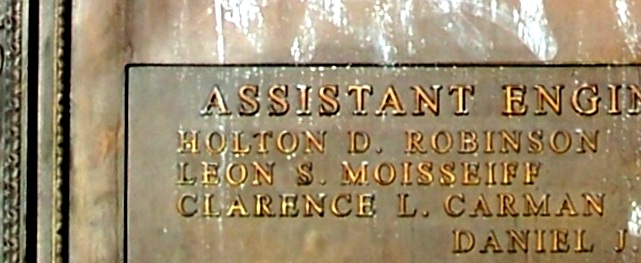 ASSISTANT ENGIN
HOLTON D. ROBINSON
LEON S. MOISSEIFF
CLARENCE L. CARMAN
DANIEL J.